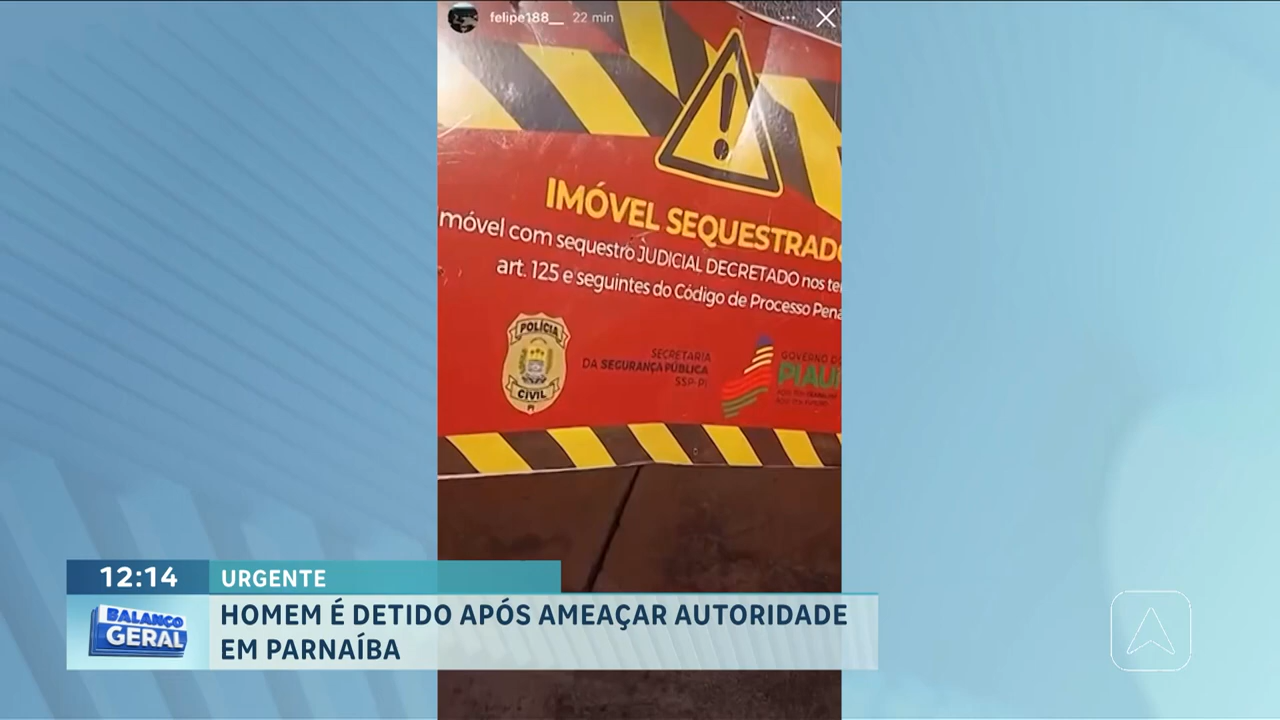 felipe188__ 22 min
IMÓVEL SEQUESTRADO
Imóvel com sequestro JUDICIAL DECRETADO nos te
art. 125 e seguintes do Código de Processo Pena
POLÍCIA
CIVIL
PI
SECRETARIA
DA SEGURANÇA PÚBLICA
SSP-PI
GOVERNO DO
PIAUÍ
12:14 URGENTE
BALANÇO
GERAL
HOMEM É DETIDO APÓS AMEAÇAR AUTORIDADE
EM PARNAÍBA